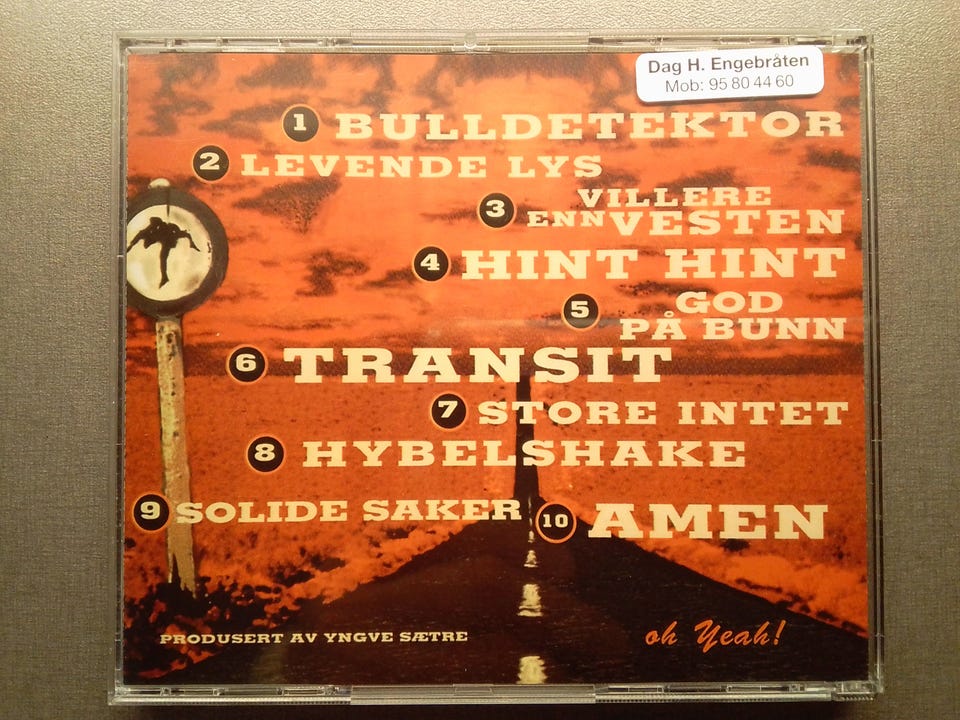 Dag H. Engebråten
Mob: 95 80 44 60
1 BULLDETEKTOR
2 LEVENDE LYS
3 VILLERE
ENN VESTEN
4 HINT HINT
5 GOD
PÅ BUNN
6 TRANSIT
7 STORE INTET
8 HYBELSHAKE
9 SOLIDE SAKER
10 AMEN
PRODUSERT AV YNGVE SÆTRE
oh Yeah!